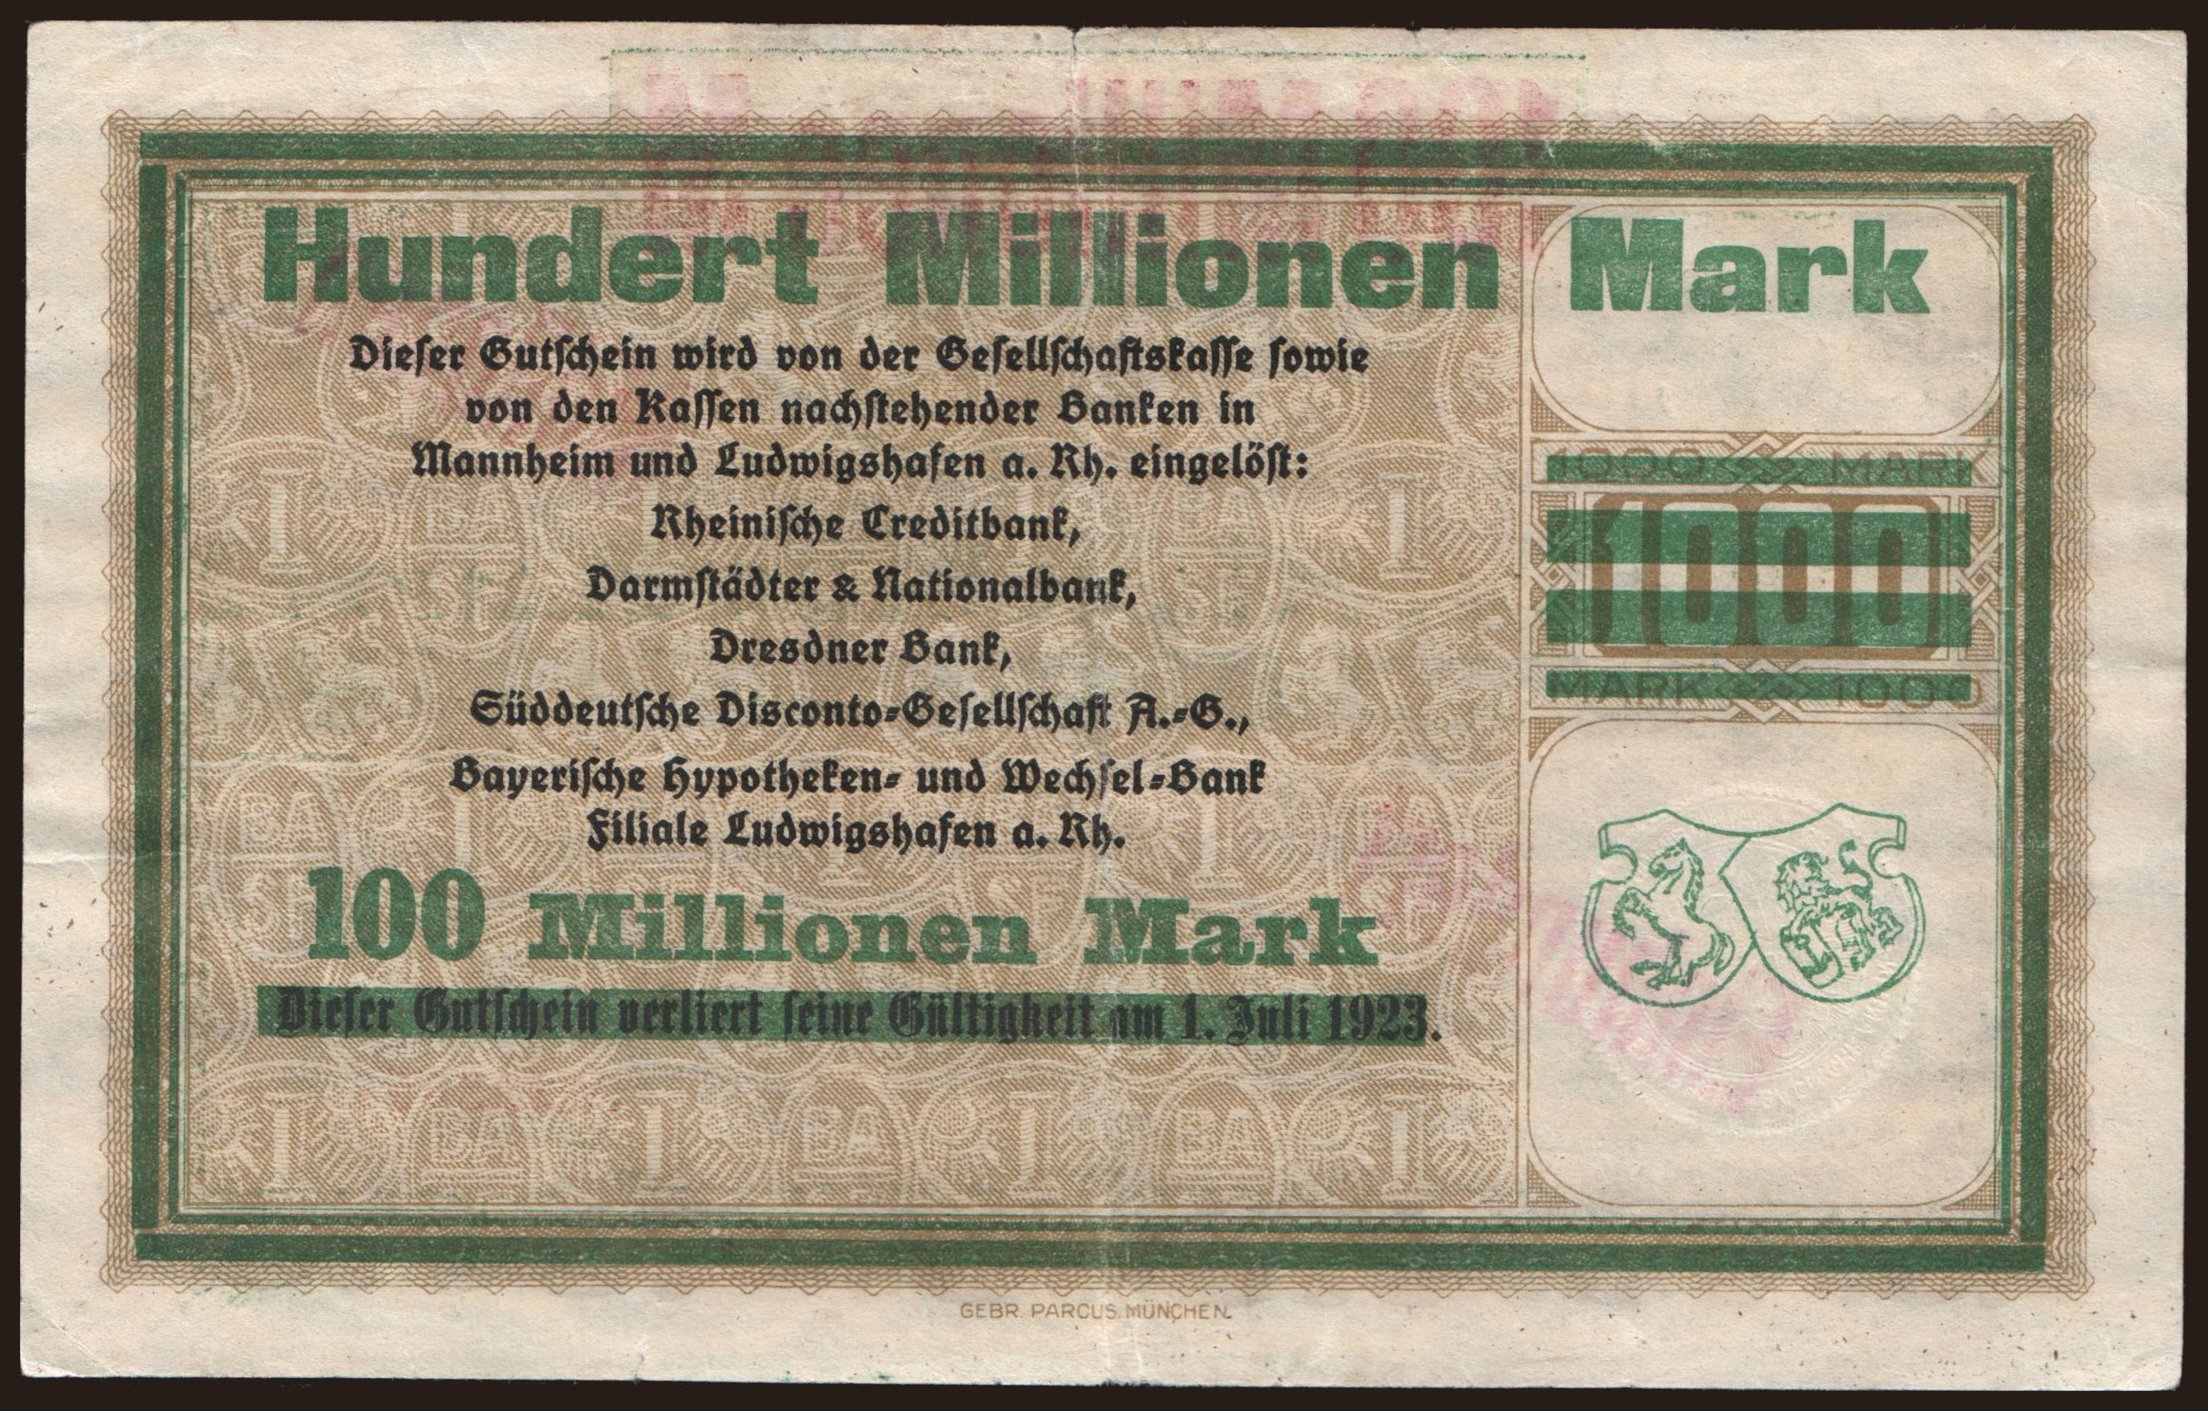 Hundert Millionen Mark
Dieser Gutschein wird von der Gesellschaftskasse sowie
von den Kassen nachstehender Banken in
Mannheim und Ludwigshafen a. Rh. eingelöst:
Rheinische Creditbank,
Darmstädter & Nationalbank,
Dresdner Bank,
Süddeutsche Disconto-Gesellschaft A.-G.,
Bayerische Hypotheken- und Wechsel-Bank
Filiale Ludwigshafen a. Rh.
100 Millionen Mark
Dieser Gutschein verliert seine Gültigkeit am 1. Juli 1923.
1000 MARK
1000
MARK 1000
GEBR. PARCUS, MÜNCHEN.